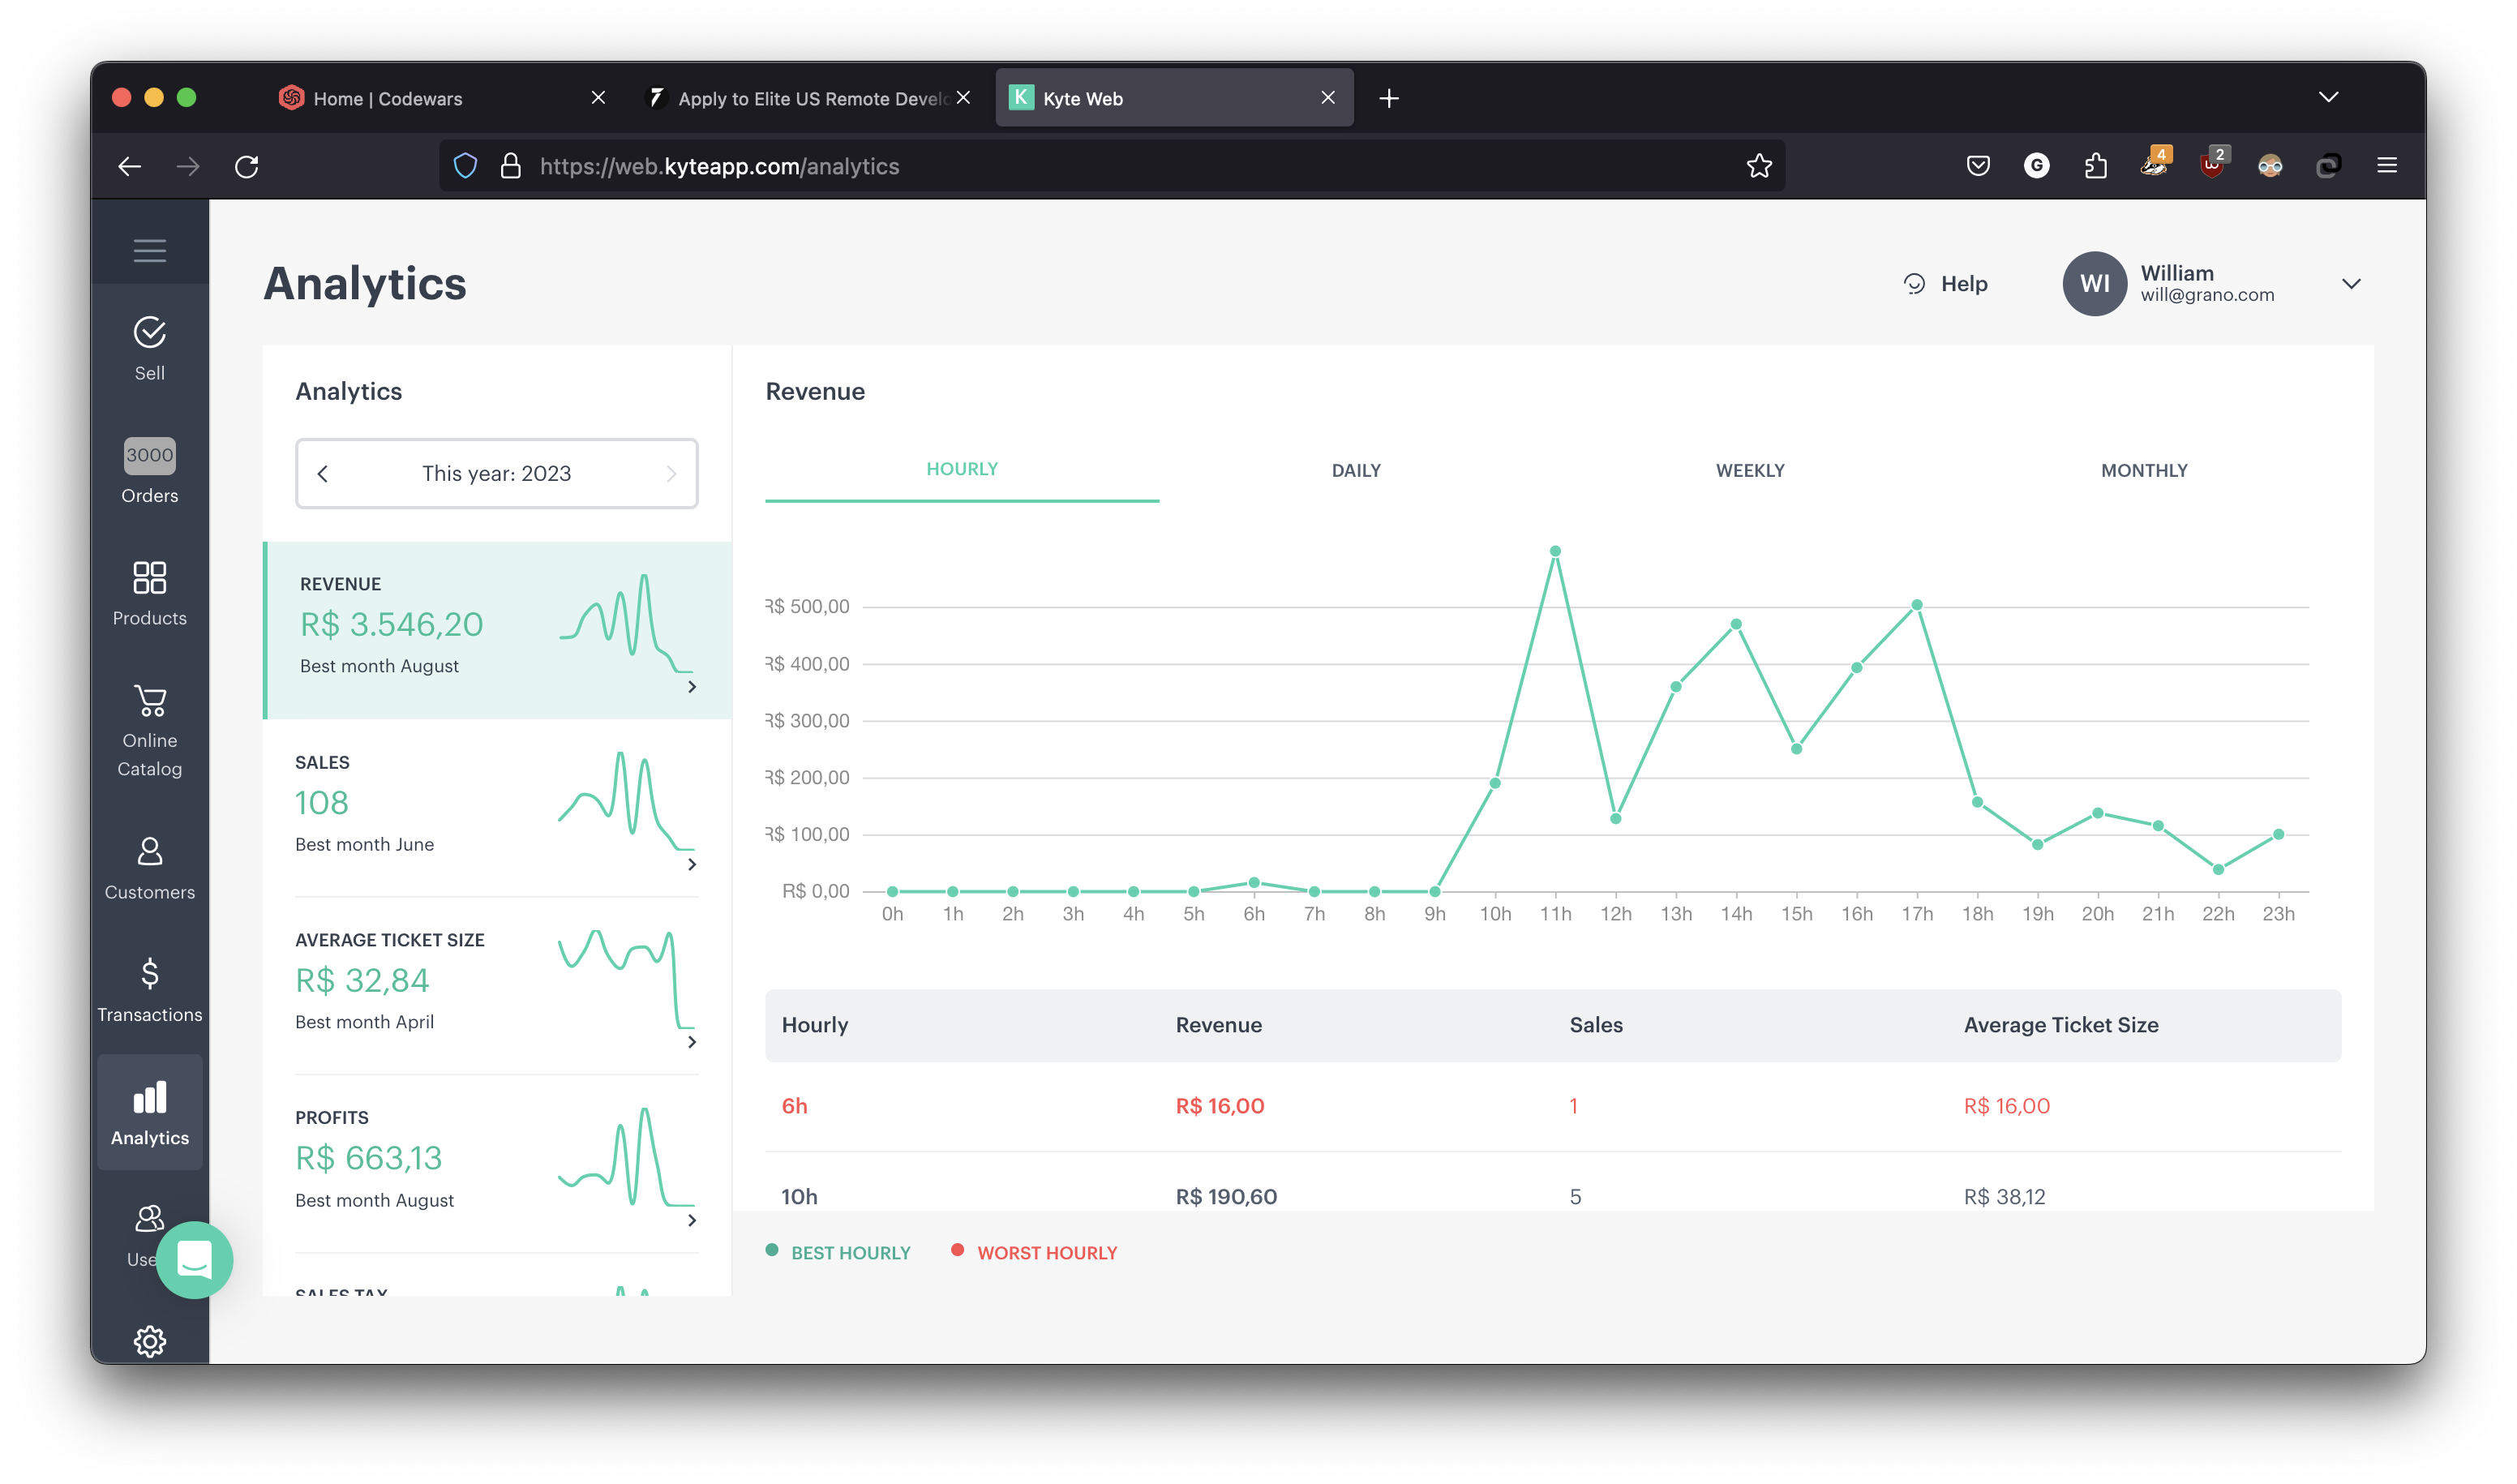 Home | Codewars
Apply to Elite US Remote Develo
K Kyte Web
https://web.kyteapp.com/analytics
G
4
2
Analytics
Help
WI
William
will@grano.com
Sell
3000
Orders
Products
Online
Catalog
Customers
Transactions
Analytics
Use
Analytics
This year: 2023
REVENUE
R$ 3.546,20
Best month August
SALES
108
Best month June
AVERAGE TICKET SIZE
R$ 32,84
Best month April
PROFITS
R$ 663,13
Best month August
SALES TAX
Revenue
HOURLY
DAILY
WEEKLY
MONTHLY
R$ 500,00
R$ 400,00
R$ 300,00
R$ 200,00
R$ 100,00
R$ 0,00
0h 1h 2h 3h 4h 5h 6h 7h 8h 9h 10h 11h 12h 13h 14h 15h 16h 17h 18h 19h 20h 21h 22h 23h
Hourly Revenue Sales Average Ticket Size
6h R$ 16,00 1 R$ 16,00
10h R$ 190,60 5 R$ 38,12
BEST HOURLY
WORST HOURLY